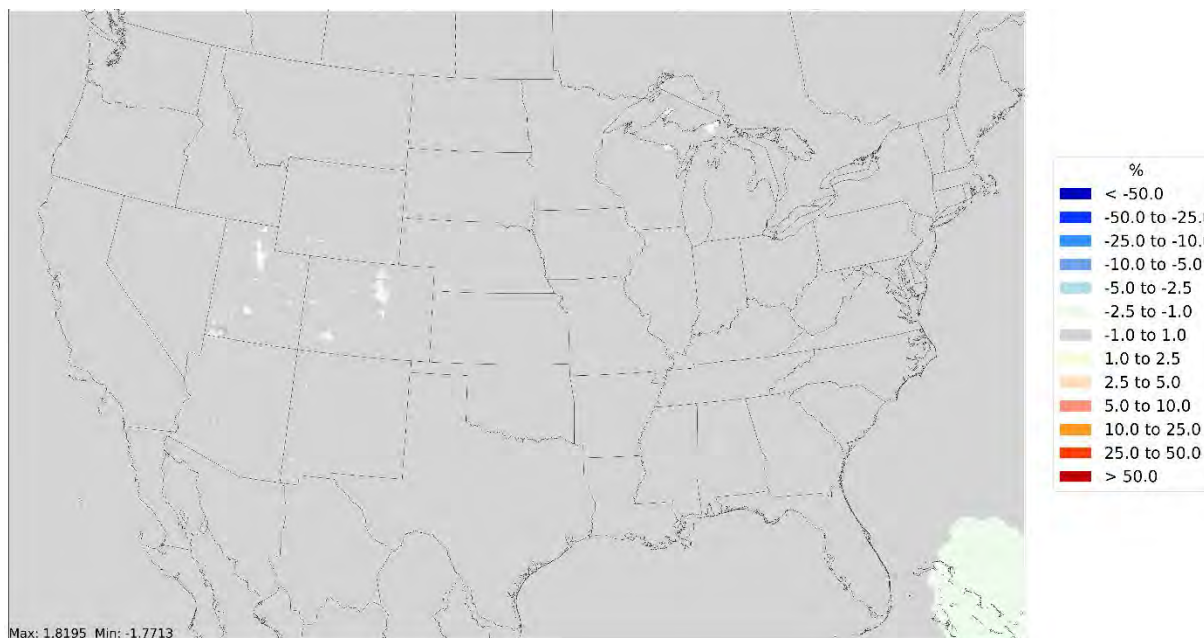 %
< -50.0
-50.0 to -25.
-25.0 to -10.
-10.0 to -5.0
-5.0 to -2.5
-2.5 to -1.0
-1.0 to 1.0
1.0 to 2.5
2.5 to 5.0
5.0 to 10.0
10.0 to 25.0
25.0 to 50.0
> 50.0
Max: 1.8195 Min: -1.7713